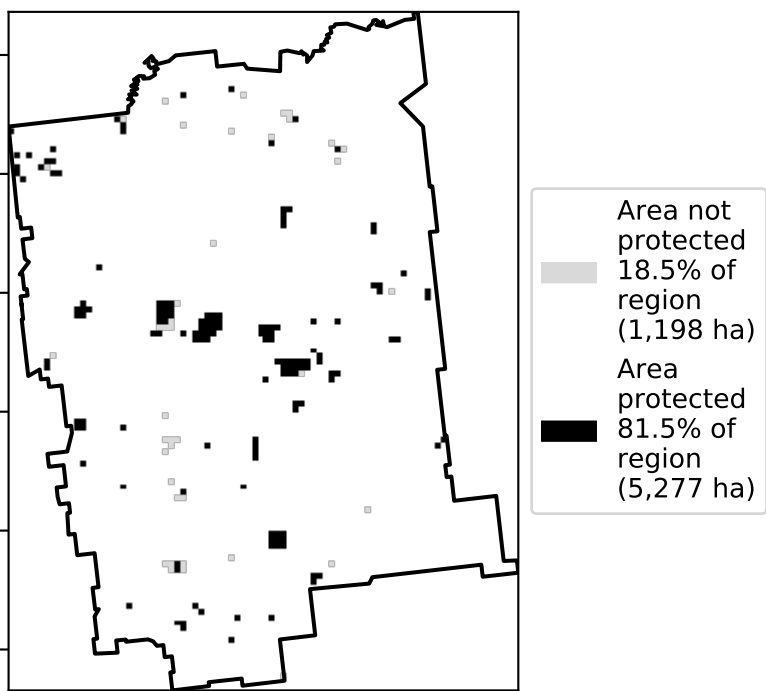 Area not
protected
18.5% of
region
(1,198 ha)
Area
protected
81.5% of
region
(5,277 ha)